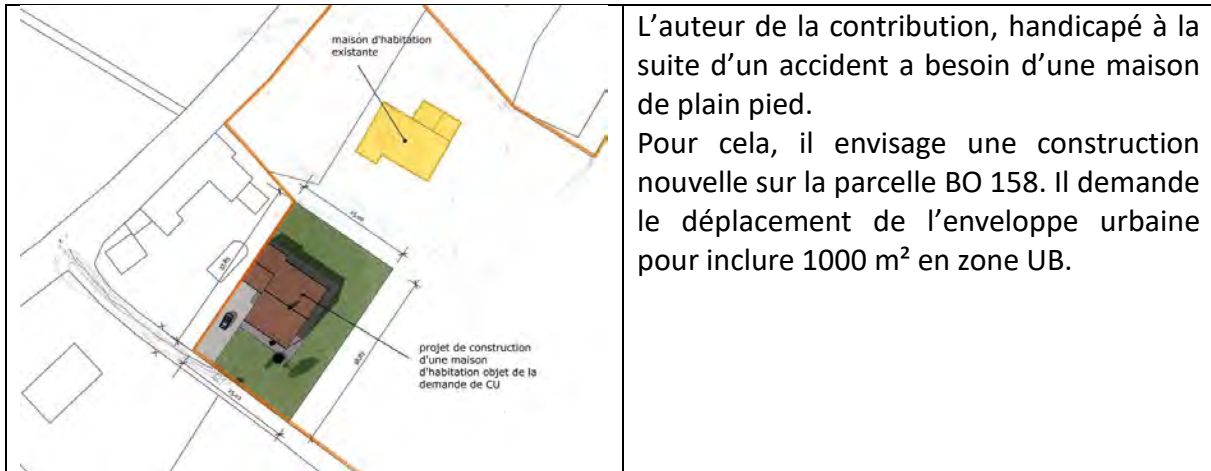 maison d'habitation
existante
projet de construction
d'une maison
d'habitation objet de la
demande de CU
L'auteur de la contribution, handicapé à la
suite d'un accident a besoin d'une maison
de plain pied.
Pour cela, il envisage une construction
nouvelle sur la parcelle BO 158. Il demande
le déplacement de l'enveloppe urbaine
pour inclure 1000 m² en zone UB.